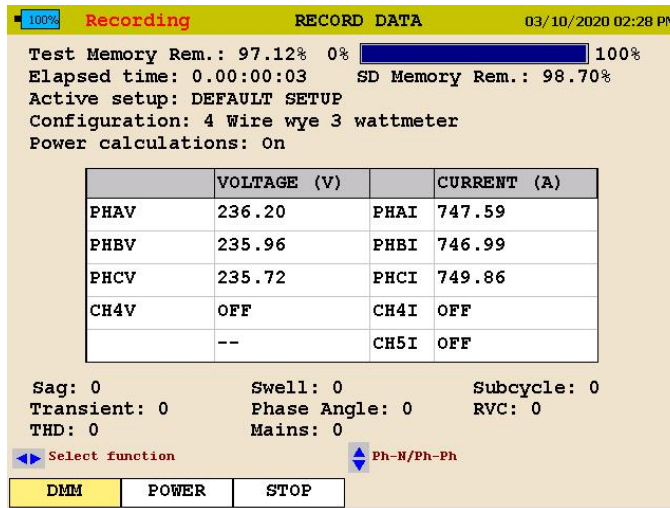 100% Recording RECORD DATA 03/10/2020 02:28 PM
Test Memory Rem.: 97.12% 0% 100%
Elapsed time: 0.00:00:03 SD Memory Rem.: 98.70%
Active setup: DEFAULT SETUP
Configuration: 4 Wire wye 3 wattmeter
Power calculations: On
VOLTAGE (V) CURRENT (A)
PHAV 236.20 PHAI 747.59
PHBV 235.96 PHBI 746.99
PHCV 235.72 PHCI 749.86
CH4V OFF CH4I OFF
-- CH5I OFF
Sag: 0 Swell: 0 Subcycle: 0
Transient: 0 Phase Angle: 0 RVC: 0
THD: 0 Mains: 0
Select function Ph-N/Ph-Ph
DMM POWER STOP